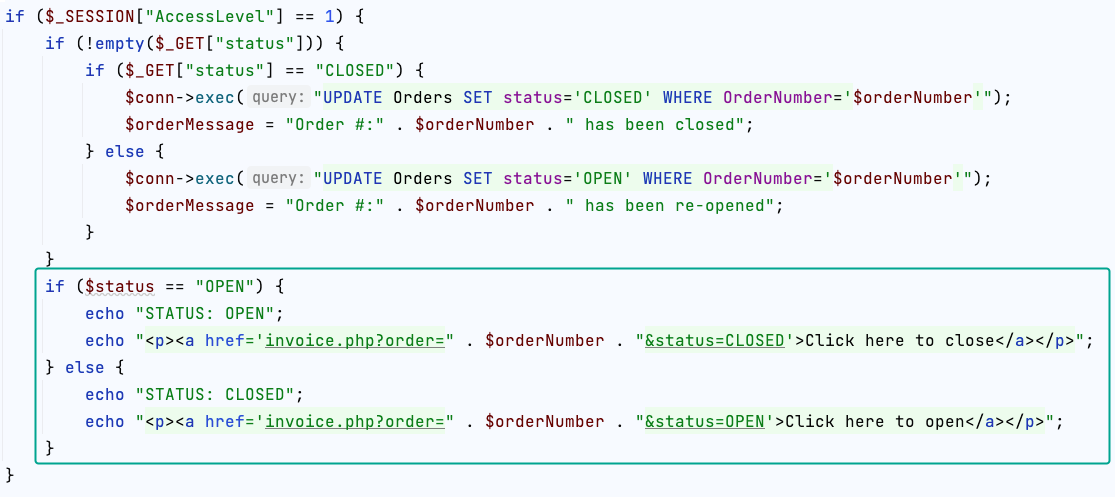 if ($_SESSION["AccessLevel"] == 1) {
    if (!empty($_GET["status"])) {
        if ($_GET["status"] == "CLOSED") {
            $conn->exec( query: "UPDATE Orders SET status='CLOSED' WHERE OrderNumber='$orderNumber'");
            $orderMessage = "Order #:" . $orderNumber . " has been closed";
        } else {
            $conn->exec( query: "UPDATE Orders SET status='OPEN' WHERE OrderNumber='$orderNumber'");
            $orderMessage = "Order #:" . $orderNumber . " has been re-opened";
        }
    }
    if ($status == "OPEN") {
        echo "STATUS: OPEN";
        echo "<p><a href='invoice.php?order=" . $orderNumber . "&status=CLOSED'>Click here to close</a></p>";
    } else {
        echo "STATUS: CLOSED";
        echo "<p><a href='invoice.php?order=" . $orderNumber . "&status=OPEN'>Click here to open</a></p>";
    }
}